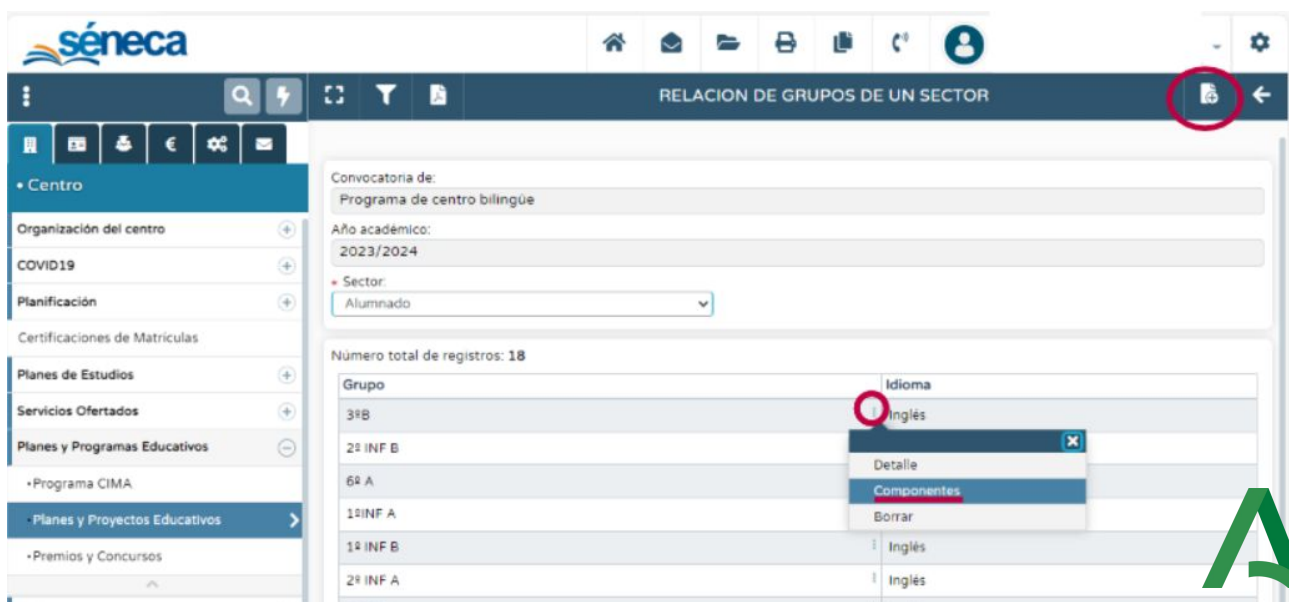 séneca
RELACION DE GRUPOS DE UN SECTOR
€
• Centro
Organización del centro
COVID19
Planificación
Certificaciones de Matrículas
Planes de Estudios
Servicios Ofertados
Planes y Programas Educativos
•Programa CIMA
•Planes y Proyectos Educativos
•Premios y Concursos
Convocatoria de:
Programa de centro bilingüe
Año académico:
2023/2024
* Sector:
Alumnado
Número total de registros: 18
Grupo Idioma
3ºB Inglés
2º INF B
6º A
1ºINF A
1º INF B Inglés
2º INF A Inglés
Detalle
Componentes
Borrar